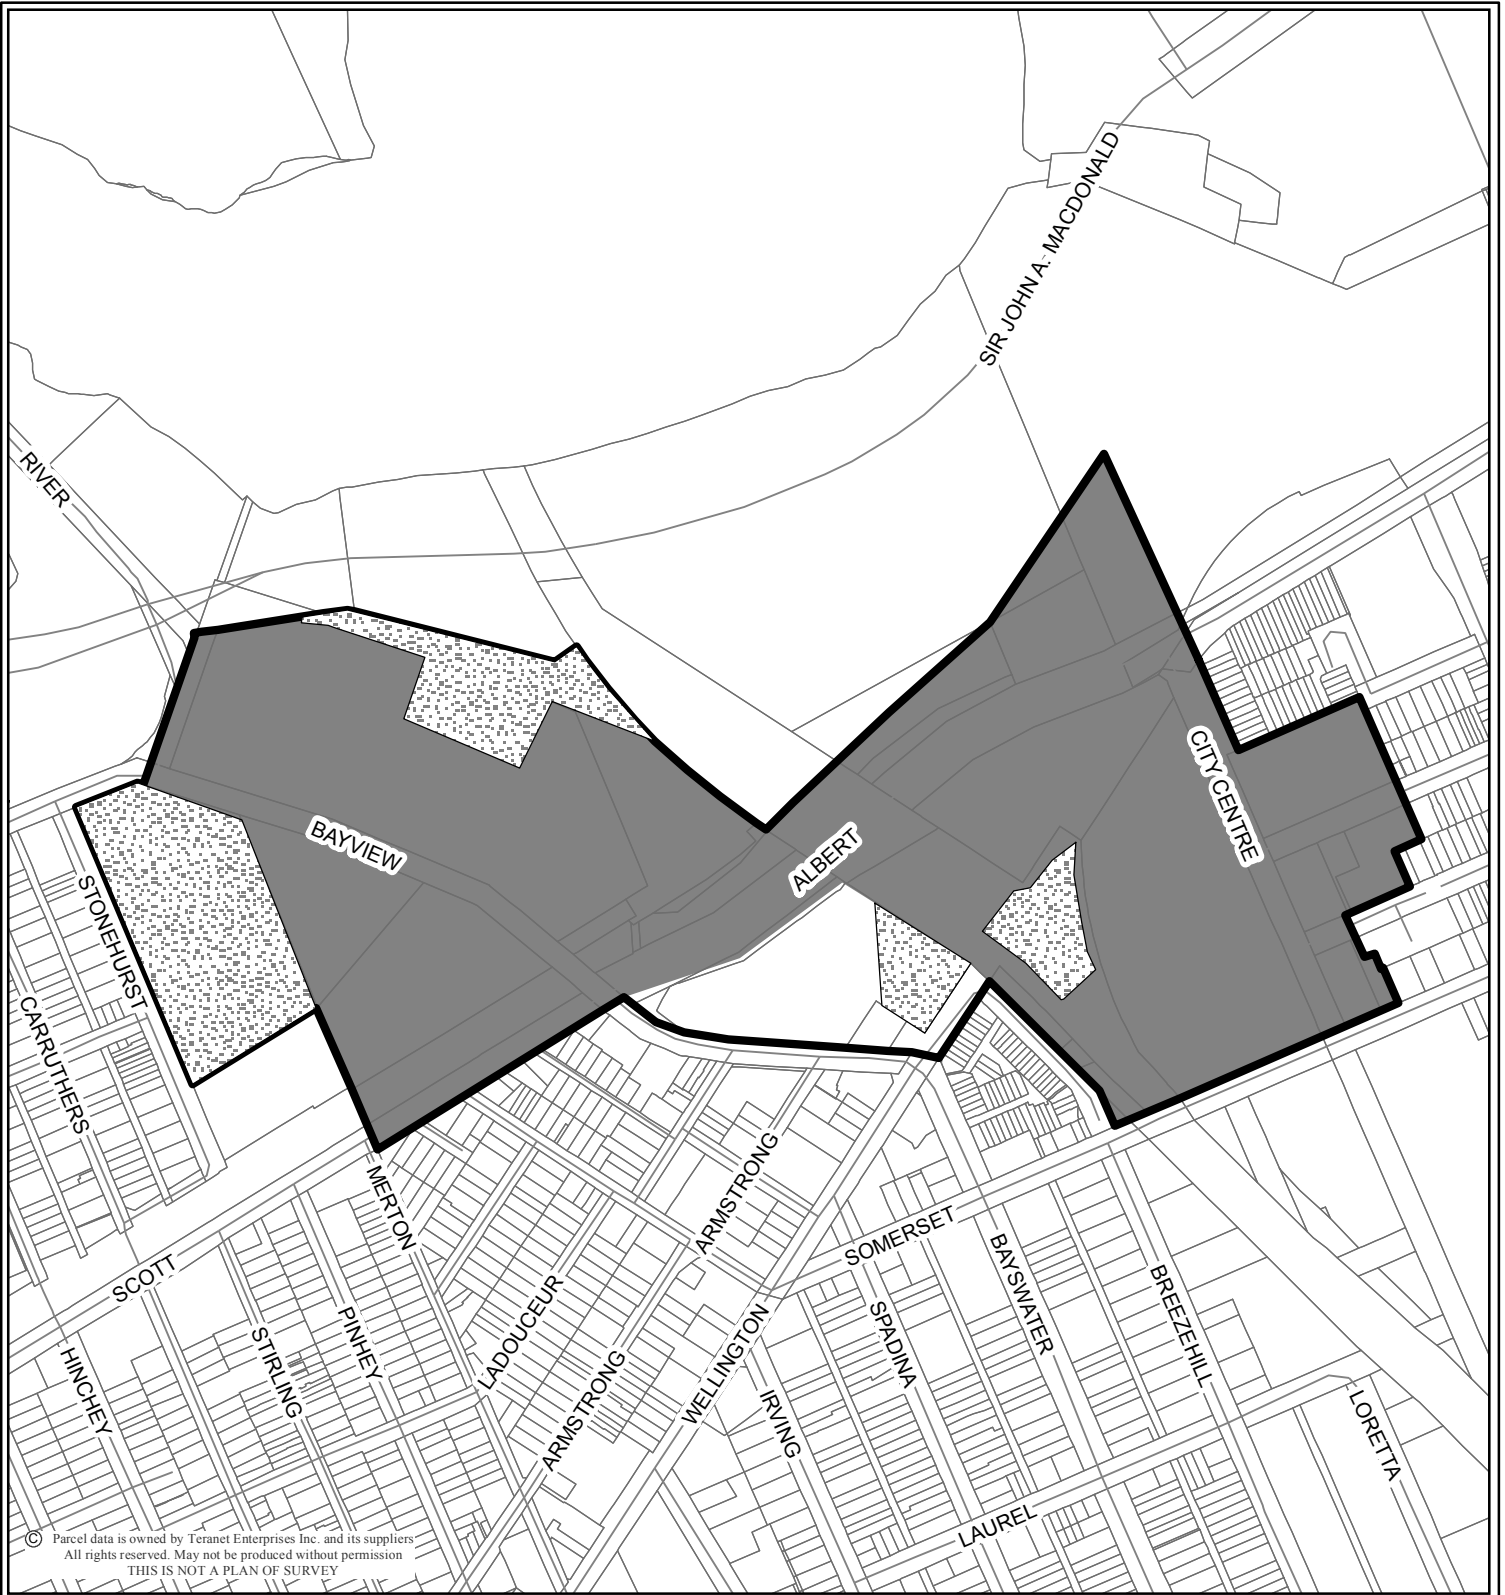 SIR JOHN A. MACDONALD
RIVER
CITY CENTRE
BAYVIEW
ALBERT
STONEHURST
CARRUTHERS
MERTON
ARMSTRONG
SOMERSET
SCOTT
BAYSWATER
BREEZEHILL
LADOUCEUR
PINHEY
STIRLING
SPADINA
WELLINGTON
HINCHEY
ARMSTRONG
IRVING
LORETTA
LAUREL
© Parcel data is owned by Teranet Enterprises Inc. and its suppliers
All rights reserved. May not be produced without permission
THIS IS NOT A PLAN OF SURVEY